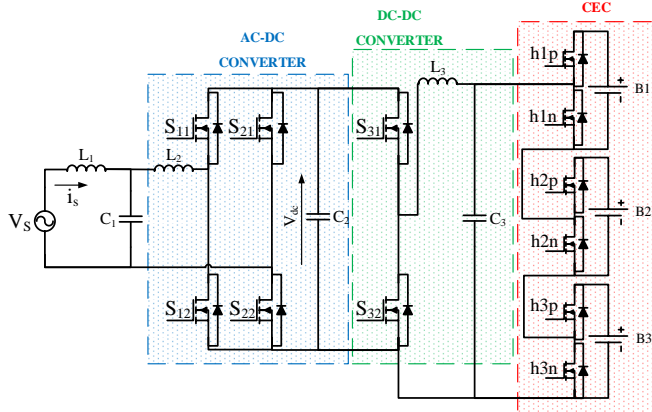 AC-DC
CONVERTER
DC-DC
CONVERTER
CEC
h1p
B1
L3
S11
S21
S31
h1n
L1
L2
is
h2p
VS
C1
Vdc
C2
C3
B2
h2n
S12
S22
S32
h3p
B3
h3n